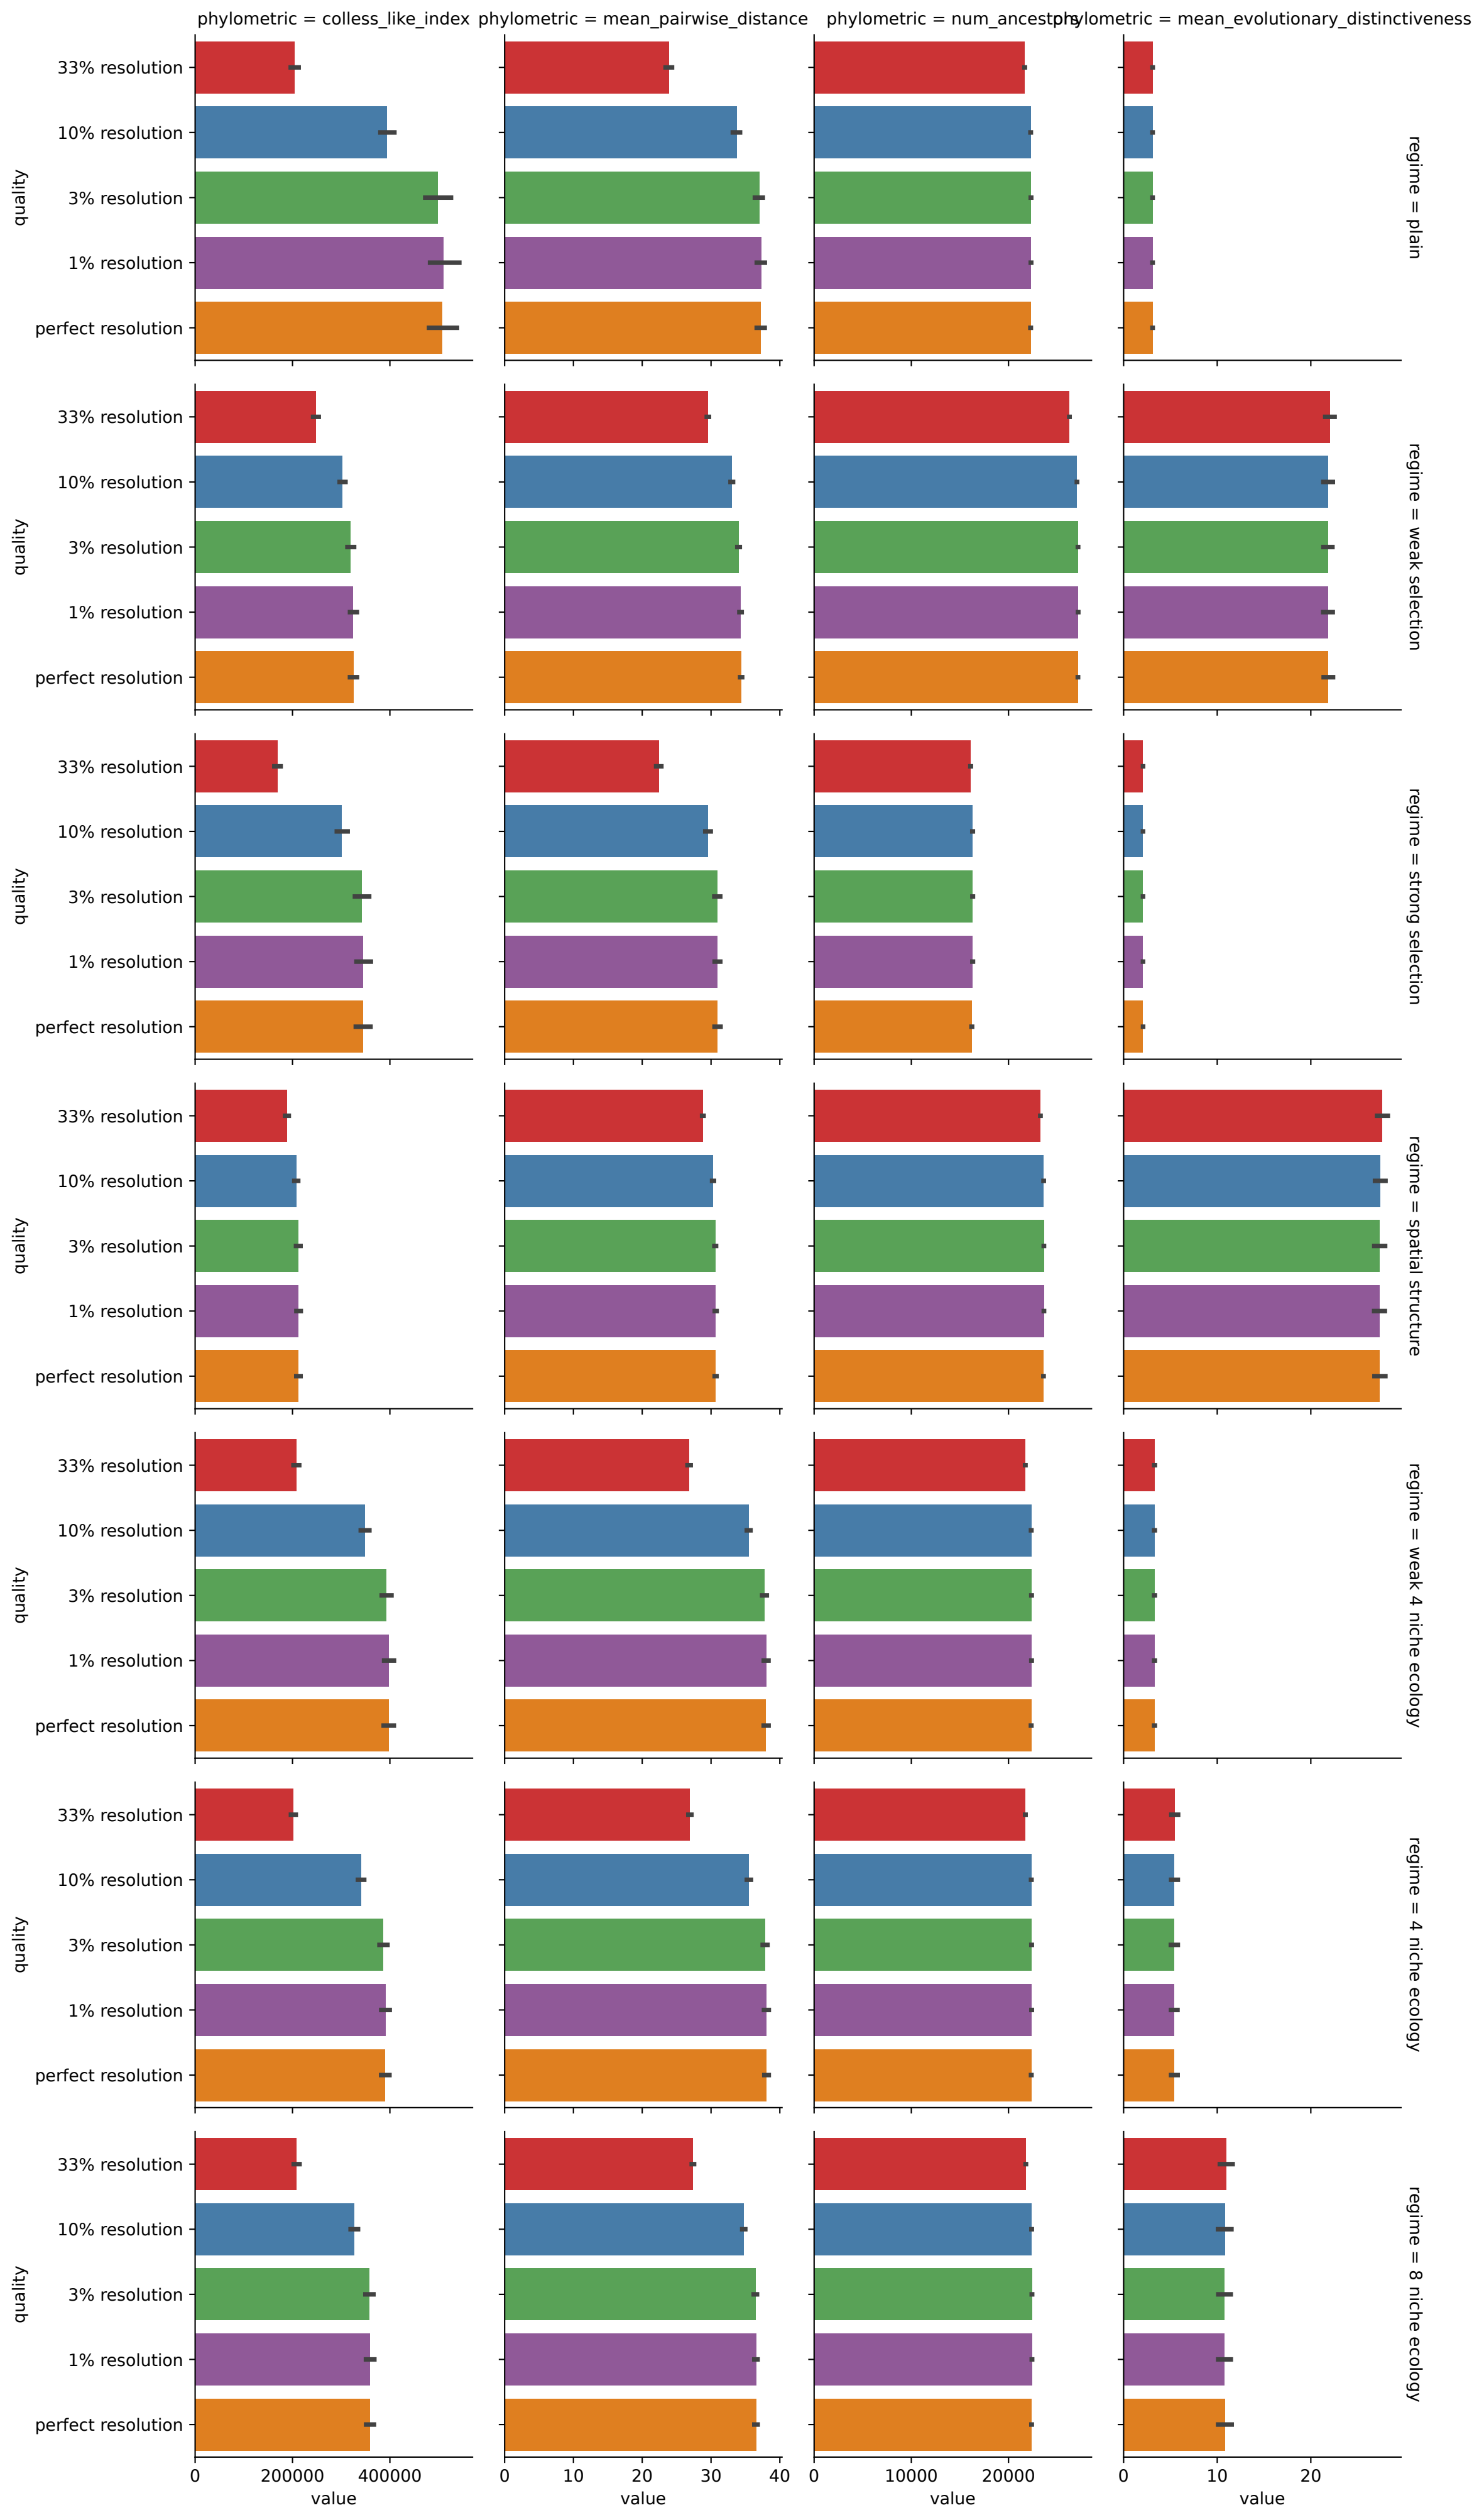 phylometric = colless_like_index
phylometric = mean_pairwise_distance
phylometric = num_ancestors
phylometric = mean_evolutionary_distinctiveness
quality
33% resolution
10% resolution
3% resolution
1% resolution
perfect resolution
regime = plain
quality
33% resolution
10% resolution
3% resolution
1% resolution
perfect resolution
regime = weak selection
quality
33% resolution
10% resolution
3% resolution
1% resolution
perfect resolution
regime = strong selection
quality
33% resolution
10% resolution
3% resolution
1% resolution
perfect resolution
regime = spatial structure
quality
33% resolution
10% resolution
3% resolution
1% resolution
perfect resolution
regime = weak 4 niche ecology
quality
33% resolution
10% resolution
3% resolution
1% resolution
perfect resolution
regime = 4 niche ecology
quality
33% resolution
10% resolution
3% resolution
1% resolution
perfect resolution
regime = 8 niche ecology
0 200000 400000
0 10 20 30 40
0 10000 20000
0 10 20
value
value
value
value